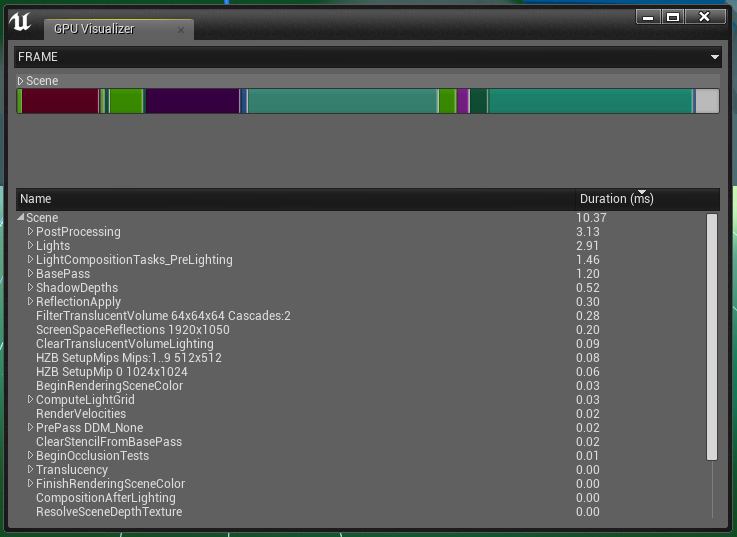 GPU Visualizer
FRAME
Scene
Name Duration (ms)
Scene 10.37
PostProcessing 3.13
Lights 2.91
LightCompositionTasks_PreLighting 1.46
BasePass 1.20
ShadowDepths 0.52
ReflectionApply 0.30
FilterTranslucentVolume 64x64x64 Cascades:2 0.28
ScreenSpaceReflections 1920x1050 0.20
ClearTranslucentVolumeLighting 0.09
HZB SetupMips Mips:1..9 512x512 0.08
HZB SetupMip 0 1024x1024 0.06
BeginRenderingSceneColor 0.03
ComputeLightGrid 0.03
RenderVelocities 0.02
PrePass DDM_None 0.02
ClearStencilFromBasePass 0.02
BeginOcclusionTests 0.01
Translucency 0.00
FinishRenderingSceneColor 0.00
CompositionAfterLighting 0.00
ResolveSceneDepthTexture 0.00